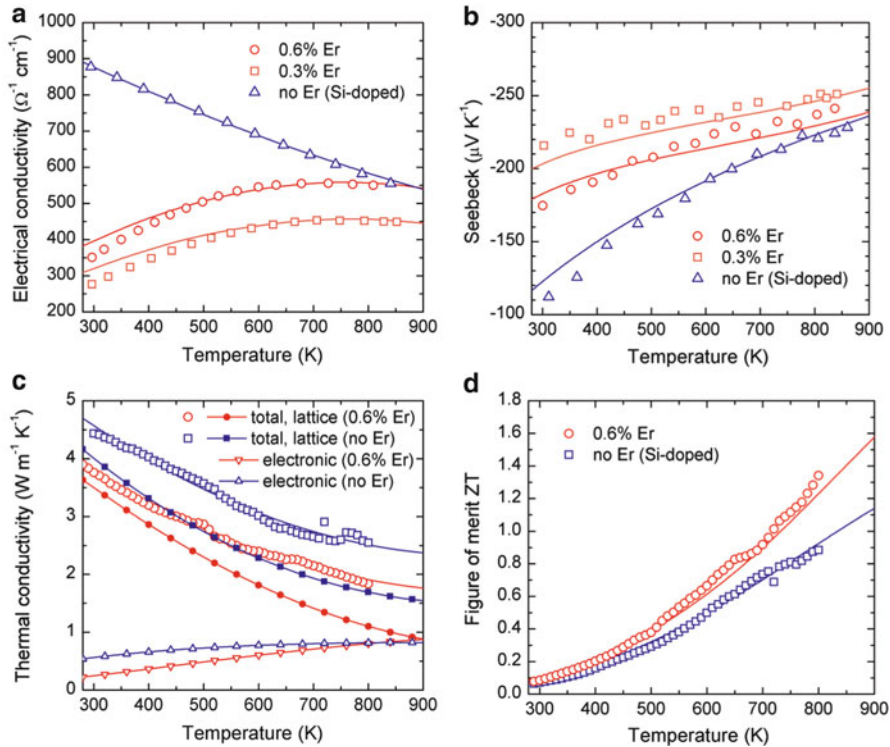 a
1000
900
800
700
600
500
400
300
200
Electrical conductivity (Ω⁻¹ cm⁻¹)
0.6% Er
0.3% Er
no Er (Si-doped)
300 400 500 600 700 800 900
Temperature (K)
b
-300
-250
-200
-150
-100
Seebeck (μV K⁻¹)
0.6% Er
0.3% Er
no Er (Si-doped)
300 400 500 600 700 800 900
Temperature (K)
c
5
4
3
2
1
0
Thermal conductivity (W m⁻¹ K⁻¹)
total, lattice (0.6% Er)
total, lattice (no Er)
electronic (0.6% Er)
electronic (no Er)
300 400 500 600 700 800 900
Temperature (K)
d
1.8
1.6
1.4
1.2
1.0
0.8
0.6
0.4
0.2
0.0
Figure of merit ZT
0.6% Er
no Er (Si-doped)
300 400 500 600 700 800 900
Temperature (K)